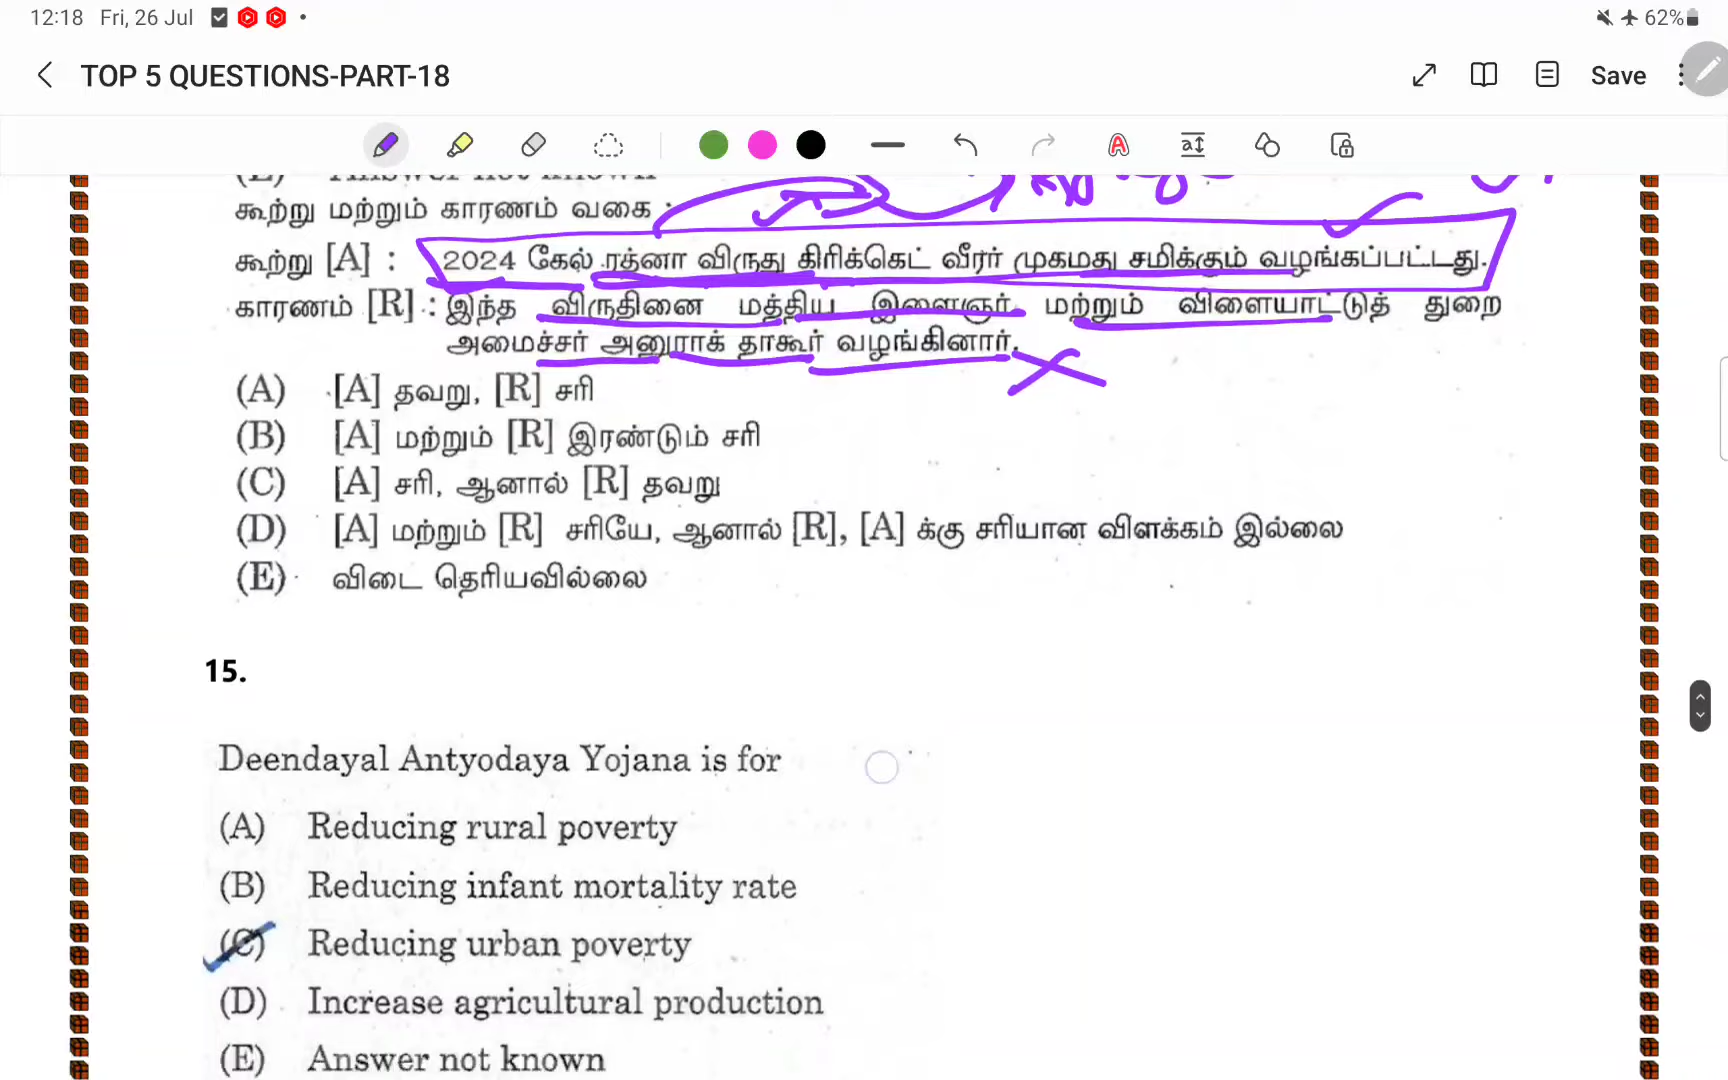 12:18 Fri, 26 Jul
62%
TOP 5 QUESTIONS-PART-18
Save
(E) Answer not known
கூற்று மற்றும் காரணம் வகை :
கூற்று [A] : 2024 கேல் ரத்னா விருது கிரிக்கெட் வீரர் முகமது சமிக்கும் வழங்கப்பட்டது.
காரணம் [R] : இந்த விருதினை மத்திய இளைஞர் மற்றும் விளையாட்டுத் துறை
அமைச்சர் அனுராக் தாகூர் வழங்கினார்.
(A) [A] தவறு, [R] சரி
(B) [A] மற்றும் [R] இரண்டும் சரி
(C) [A] சரி, ஆனால் [R] தவறு
(D) [A] மற்றும் [R] சரியே, ஆனால் [R], [A] க்கு சரியான விளக்கம் இல்லை
(E) விடை தெரியவில்லை
15.
Deendayal Antyodaya Yojana is for
(A) Reducing rural poverty
(B) Reducing infant mortality rate
(C) Reducing urban poverty
(D) Increase agricultural production
(E) Answer not known